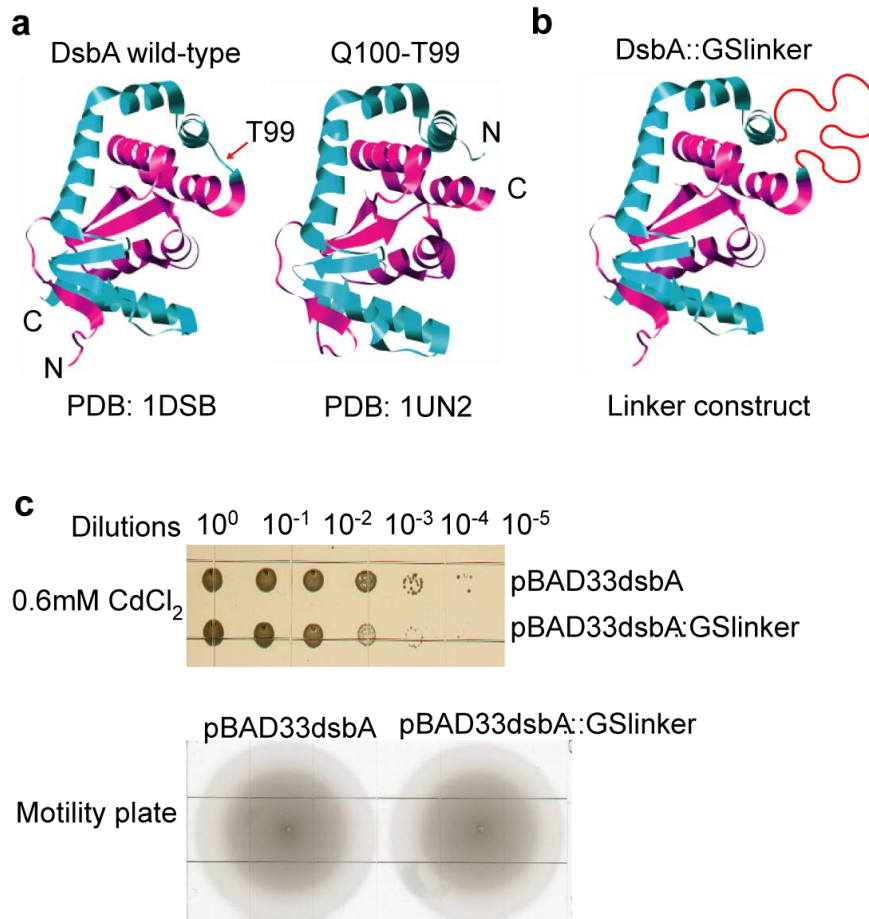 a
DsbA wild-type
T99
C
N
PDB: 1DSB
Q100-T99
N
C
PDB: 1UN2
b
DsbA::GSlinker
Linker construct
c
Dilutions 10⁰ 10⁻¹ 10⁻² 10⁻³ 10⁻⁴ 10⁻⁵
0.6mM CdCl₂
pBAD33dsbA
pBAD33dsbA::GSlinker
pBAD33dsbA pBAD33dsbA::GSlinker
Motility plate